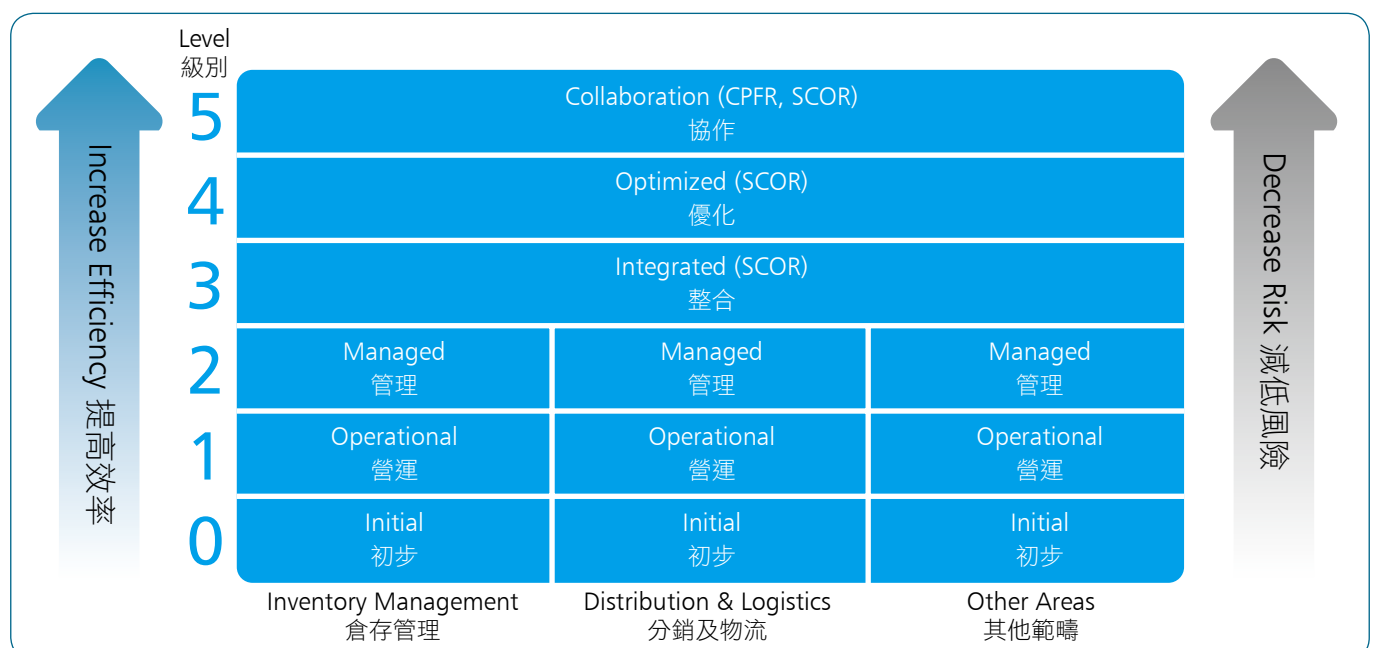 Level
級別
5
Collaboration (CPFR, SCOR)
協作
4
Optimized (SCOR)
優化
3
Integrated (SCOR)
整合
2
Managed
管理
Managed
管理
Managed
管理
1
Operational
營運
Operational
營運
Operational
營運
0
Initial
初步
Initial
初步
Initial
初步
Inventory Management
倉存管理
Distribution & Logistics
分銷及物流
Other Areas
其他範疇
Increase Efficiency 提高效率
Decrease Risk 減低風險